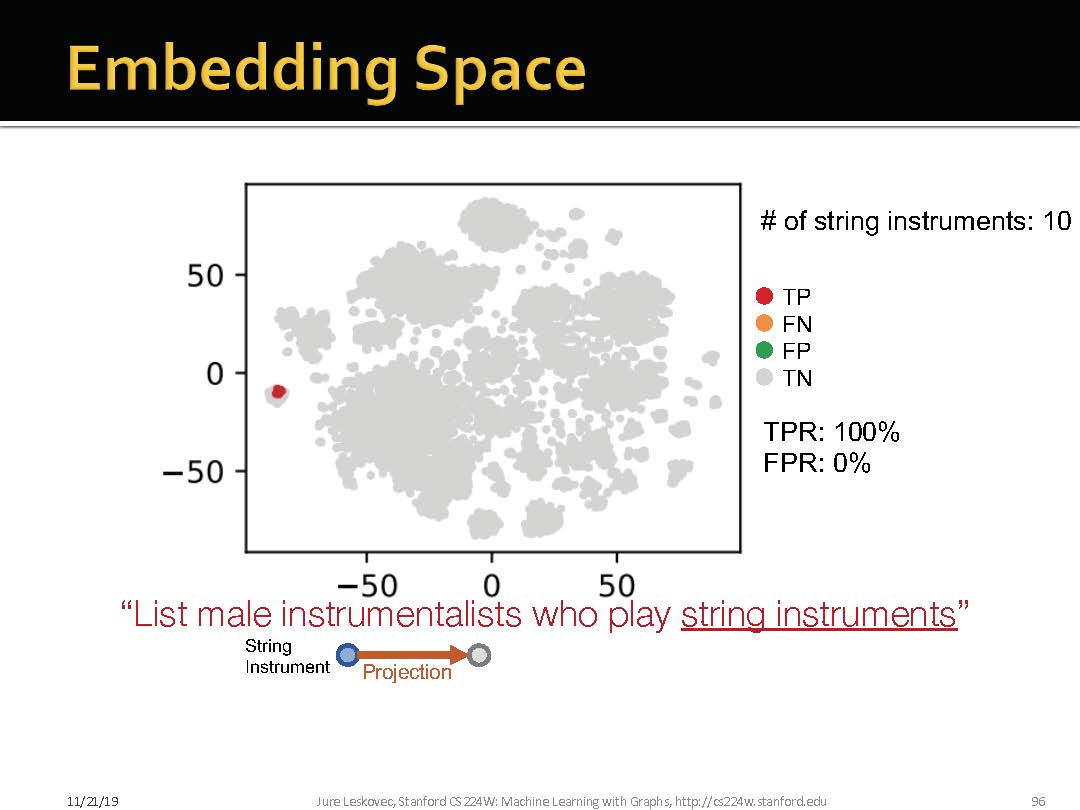 Embedding Space
# of string instruments: 10
50
0
−50
TP
FN
FP
TN
TPR: 100%
FPR: 0%
−50 0 50
“List male instrumentalists who play string instruments”
String
Instrument
Projection
11/21/19 Jure Leskovec, Stanford CS224W: Machine Learning with Graphs, http://cs224w.stanford.edu 96